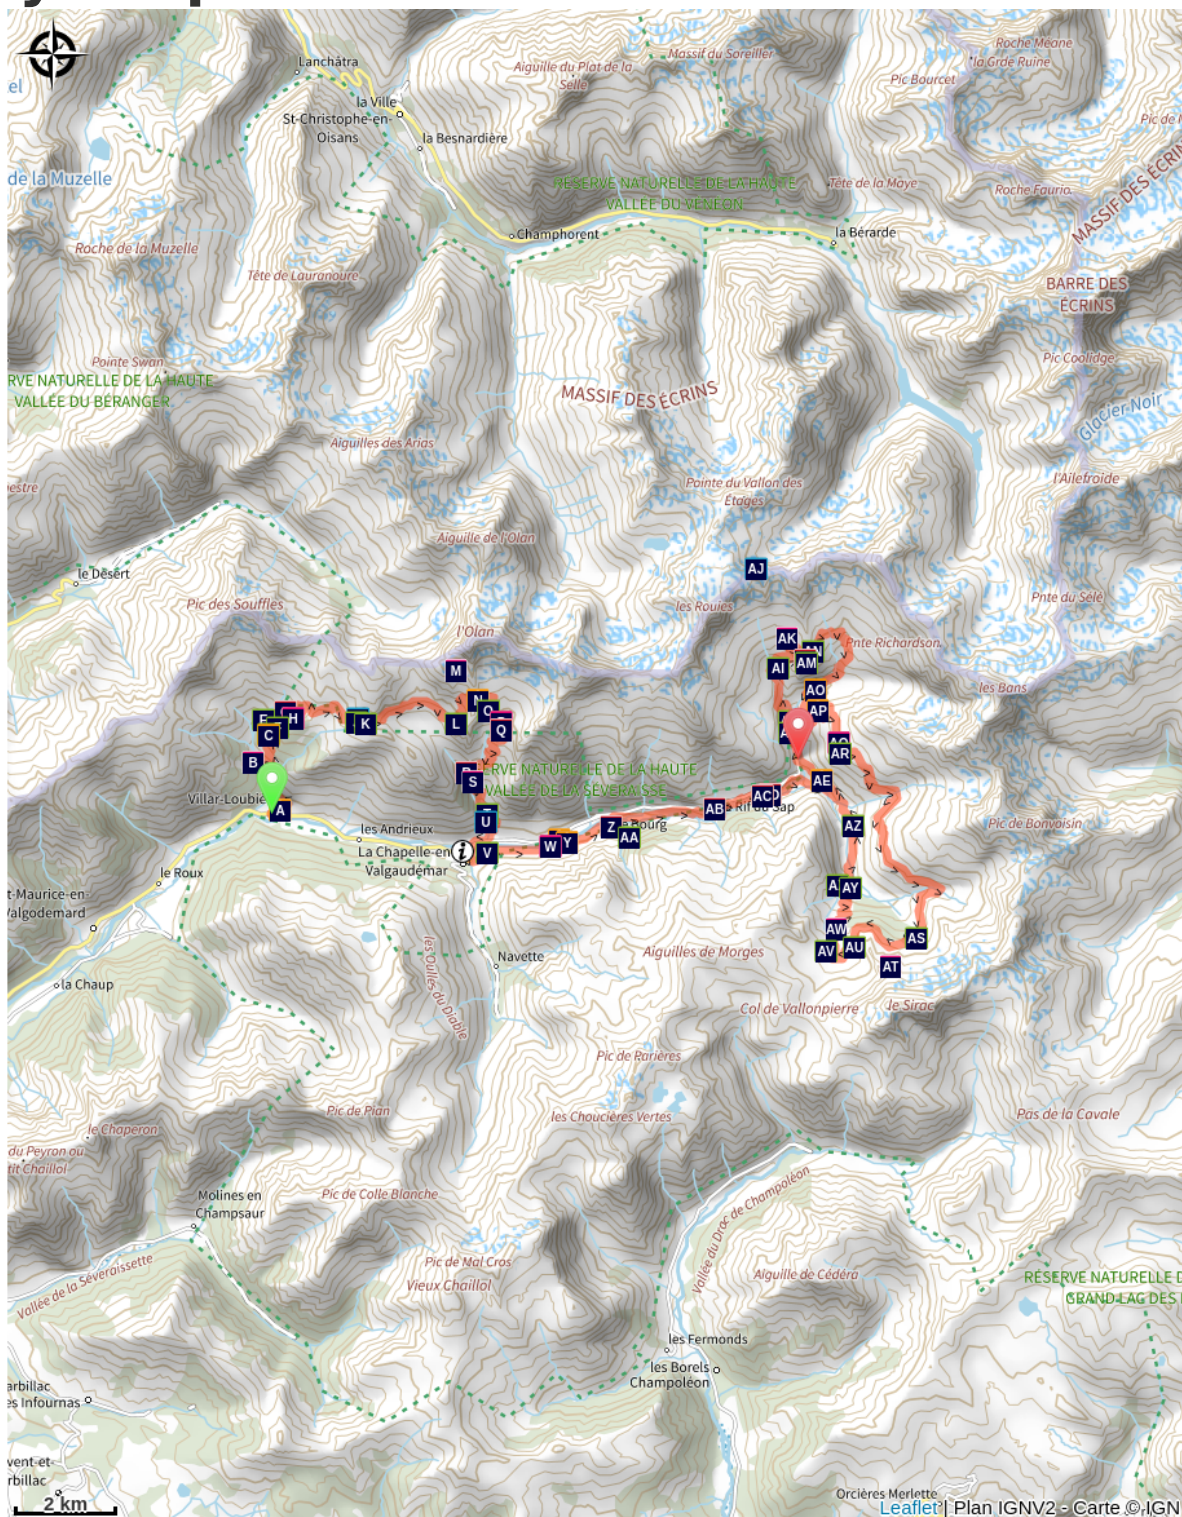 Lanchâtra
la Ville
St-Christophe-en-
Oisans
la Besnardière
Aiguille du Plat de la
Selle
Massif du Soreiller
Roche Méane
la Grde Ruine
Pic Bourcet
de la Muzelle
RÉSERVE NATURELLE DE LA HAUTE
VALLÉE DU VÉNÉON
Tête de la Maye
Roche Faurio
MASSIF DES ÉCRINS
Champhorent
la Bérarde
Roche de la Muzelle
Tête de Lauranoure
BARRE DES
ÉCRINS
Pointe Swan
Pic Coolidge
RVE NATURELLE DE LA HAUTE
VALLÉE DU BÉRANGER
MASSIF DES ÉCRINS
Glacier Noir
Aiguilles des Arias
l'Ailefroide
Pointe du Vallon des
Étages
Aiguille de l'Olan
le Désert
AJ
Pic des Souffles
les Rouies
Pnte du Sélé
l'Olan
AK
Pnte Richardson
AM
AI
M
les Bans
AO
AP
N
O
H
K
L
Q
C
AR
B
S
RVE NATURELLE DE LA HAUTE
VALLÉE DE LA SÉVERAISSE
AE
Villar-Loubière
A
AC
AB
Rif du Sap
U
Z
le Bourg
AA
AZ
Pic de Bonvoisin
les Andrieux
La Chapelle-en-
Valgaudémar
i
V
W
Y
le Roux
AY
t-Maurice-en-
Valgodemard
AW
AV
AU
AS
AT
les Oulles du Diable
Navette
Aiguilles de Morges
la Chaup
Col de Vallonpierre
le Sirac
Pic de Parières
les Choucières Vertes
Pic de Pian
Pas de la Cavale
le Chaperon
du Peyron ou
tit Chaillol
Molines en
Champsaur
Pic de Colle Blanche
Vallée du Drac de Champoléon
Pic de Mal Cros
Vieux Chaillol
Aiguille de Cédéra
Vallée de la Séveraissette
RÉSERVE NATURELLE D
GRAND LAC DES
les Fermonds
les Borels
Champoléon
arbillac
es Infournas
vent-et-
rbillac
2 km
Orcières Merlette
Leaflet | Plan IGNV2 - Carte © IGN